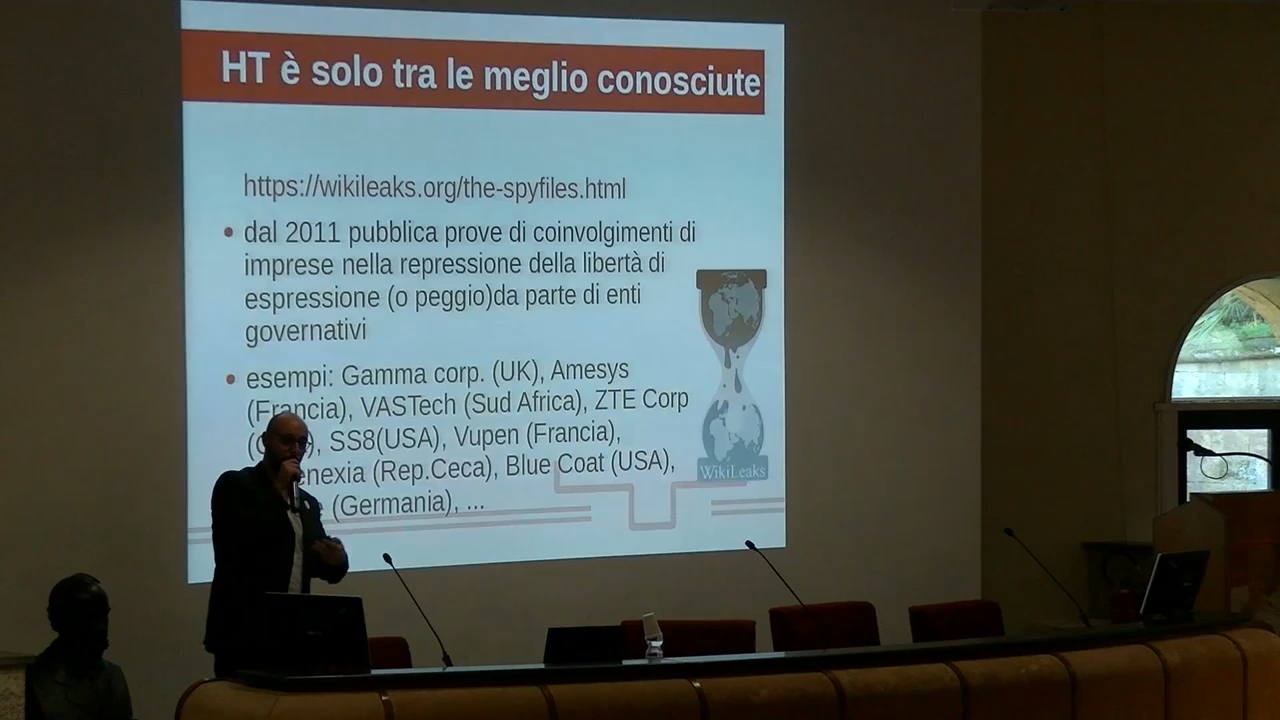 HT è solo tra le meglio conosciute
https://wikileaks.org/the-spyfiles.html
• dal 2011 pubblica prove di coinvolgimenti di
imprese nella repressione della libertà di
espressione (o peggio)da parte di enti
governativi
• esempi: Gamma corp. (UK), Amesys
(Francia), VASTech (Sud Africa), ZTE Corp
SS8(USA), Vupen (Francia),
(Rep.Ceca), Blue Coat (USA),
(Germania), ...
WikiLeaks